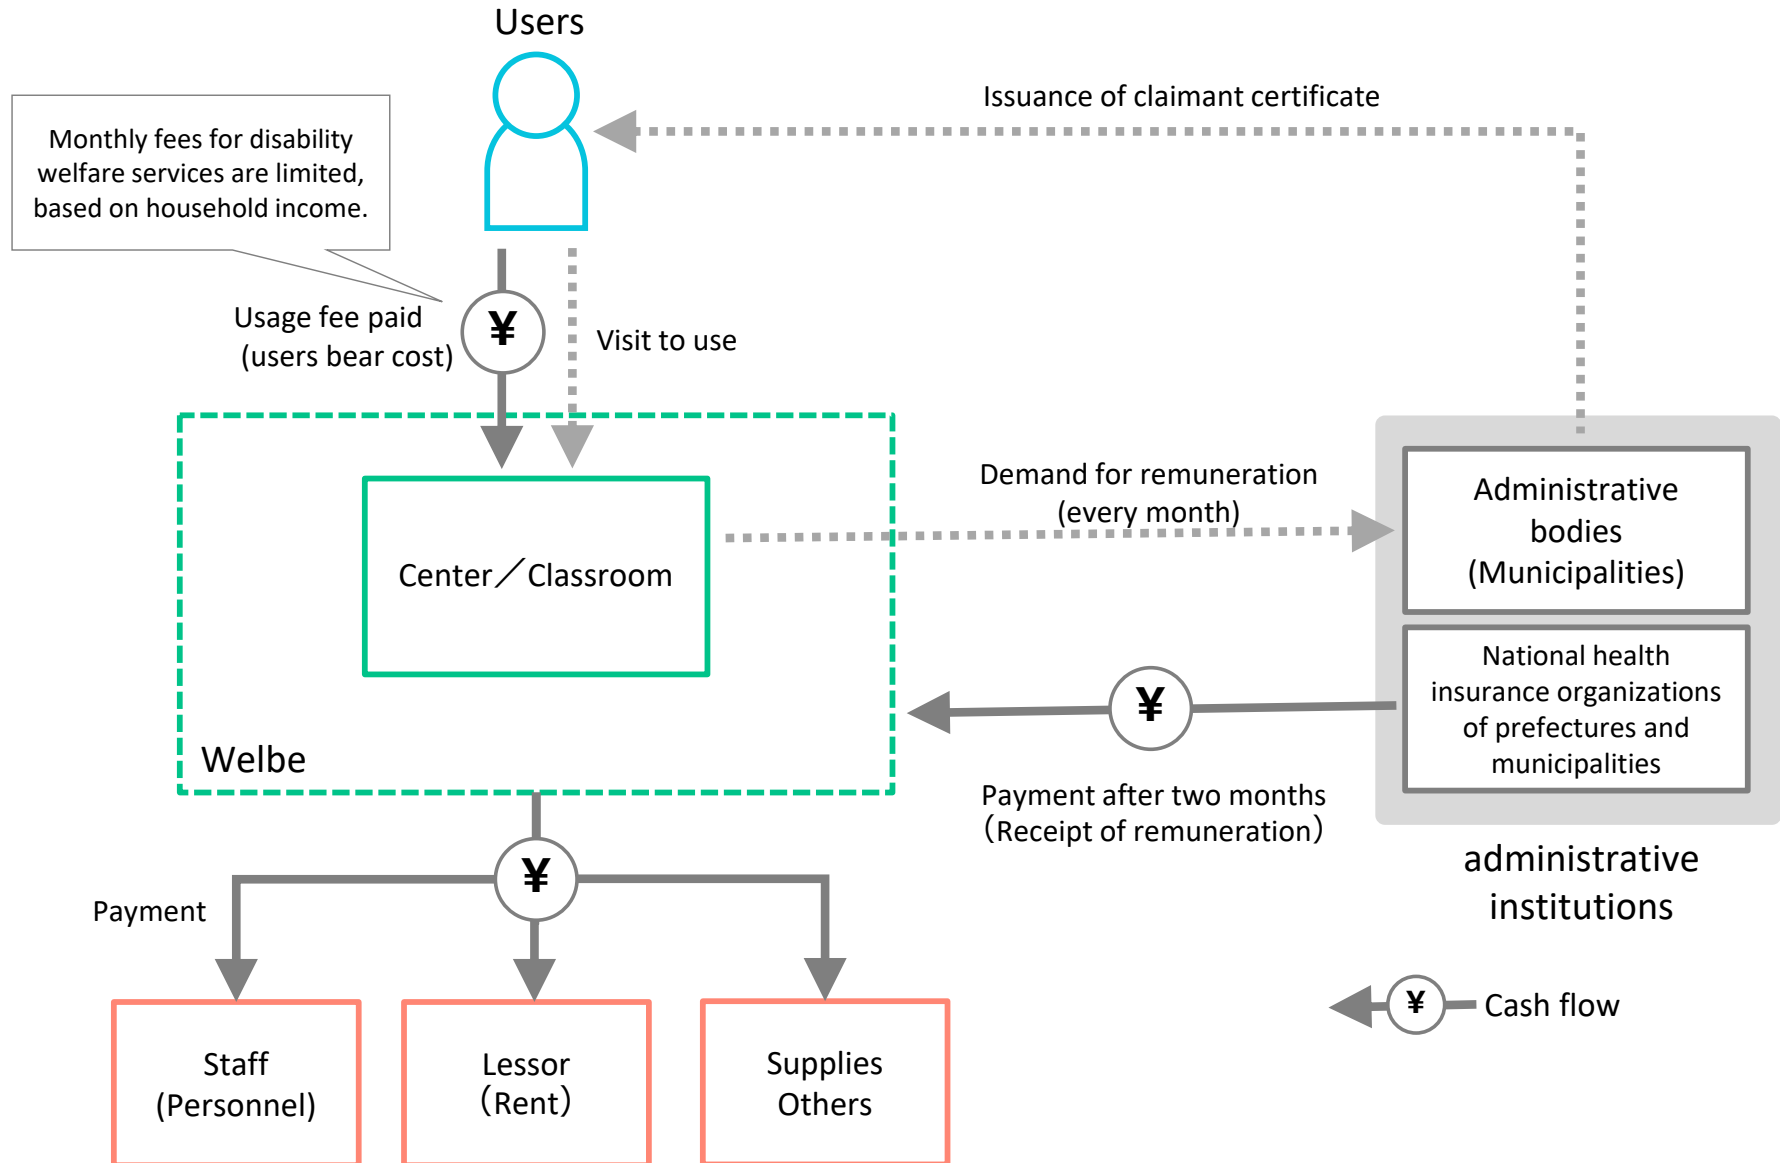 Users
Issuance of claimant certificate
Monthly fees for disability
welfare services are limited,
based on household income.
Usage fee paid
(users bear cost)
¥
Visit to use
Center／Classroom
Welbe
Demand for remuneration
(every month)
Administrative
bodies
(Municipalities)
National health
insurance organizations
of prefectures and
municipalities
¥
Payment after two months
（Receipt of remuneration）
administrative
institutions
¥
Payment
Staff
(Personnel)
Lessor
（Rent）
Supplies
Others
¥ Cash flow